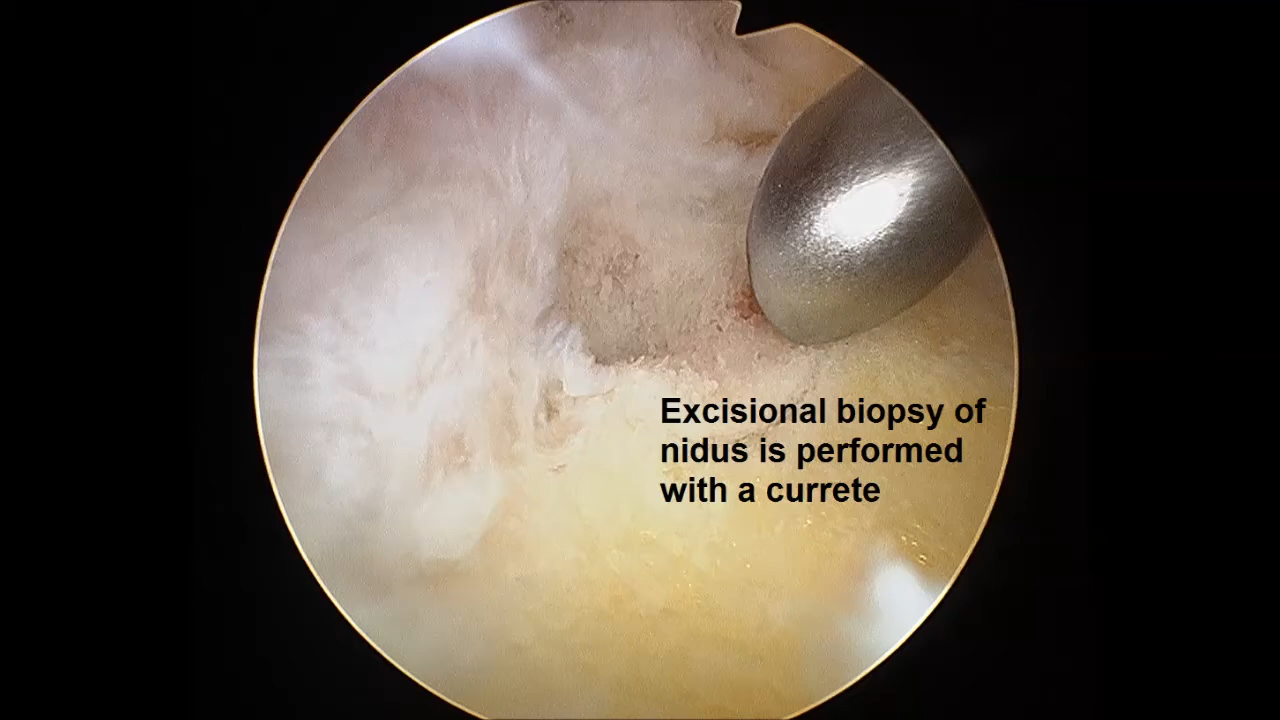 Excisional biopsy of
nidus is performed
with a currete